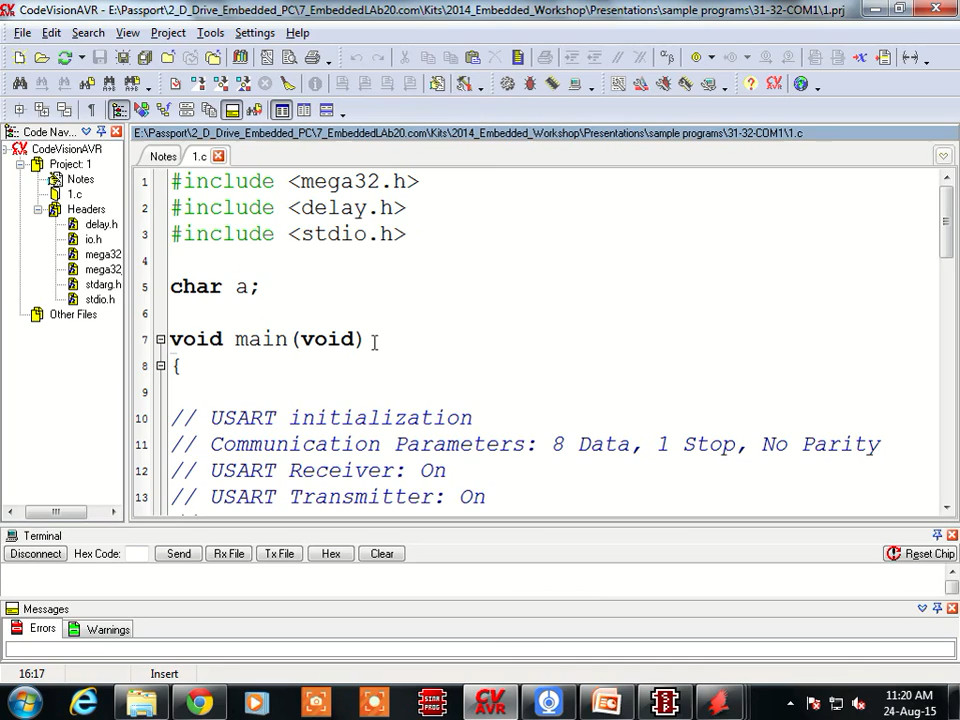 CodeVisionAVR - E:\Passport\2_D_Drive_Embedded_PC\7_EmbeddedLAb20.com\Kits\2014_Embedded_Workshop\Presentations\sample programs\31-32-COM1\1.prj
File Edit Search View Project Tools Settings Help
Code Nav...
E:\Passport\2_D_Drive_Embedded_PC\7_EmbeddedLAb20.com\Kits\2014_Embedded_Workshop\Presentations\sample programs\31-32-COM1\1.c
CodeVisionAVR
Project: 1
Notes
1.c
Headers
delay.h
io.h
mega32
mega32_
stdarg.h
stdio.h
Other Files
Notes 1.c
1 #include <mega32.h>
2 #include <delay.h>
3 #include <stdio.h>
4
5 char a;
6
7 void main(void)
8 {
9
10 // USART initialization
11 // Communication Parameters: 8 Data, 1 Stop, No Parity
12 // USART Receiver: On
13 // USART Transmitter: On
Terminal
Disconnect Hex Code: Send Rx File Tx File Hex Clear Reset Chip
Messages
Errors Warnings
16:17 Insert
SINA PROG
CV AVR
11:20 AM
24-Aug-15